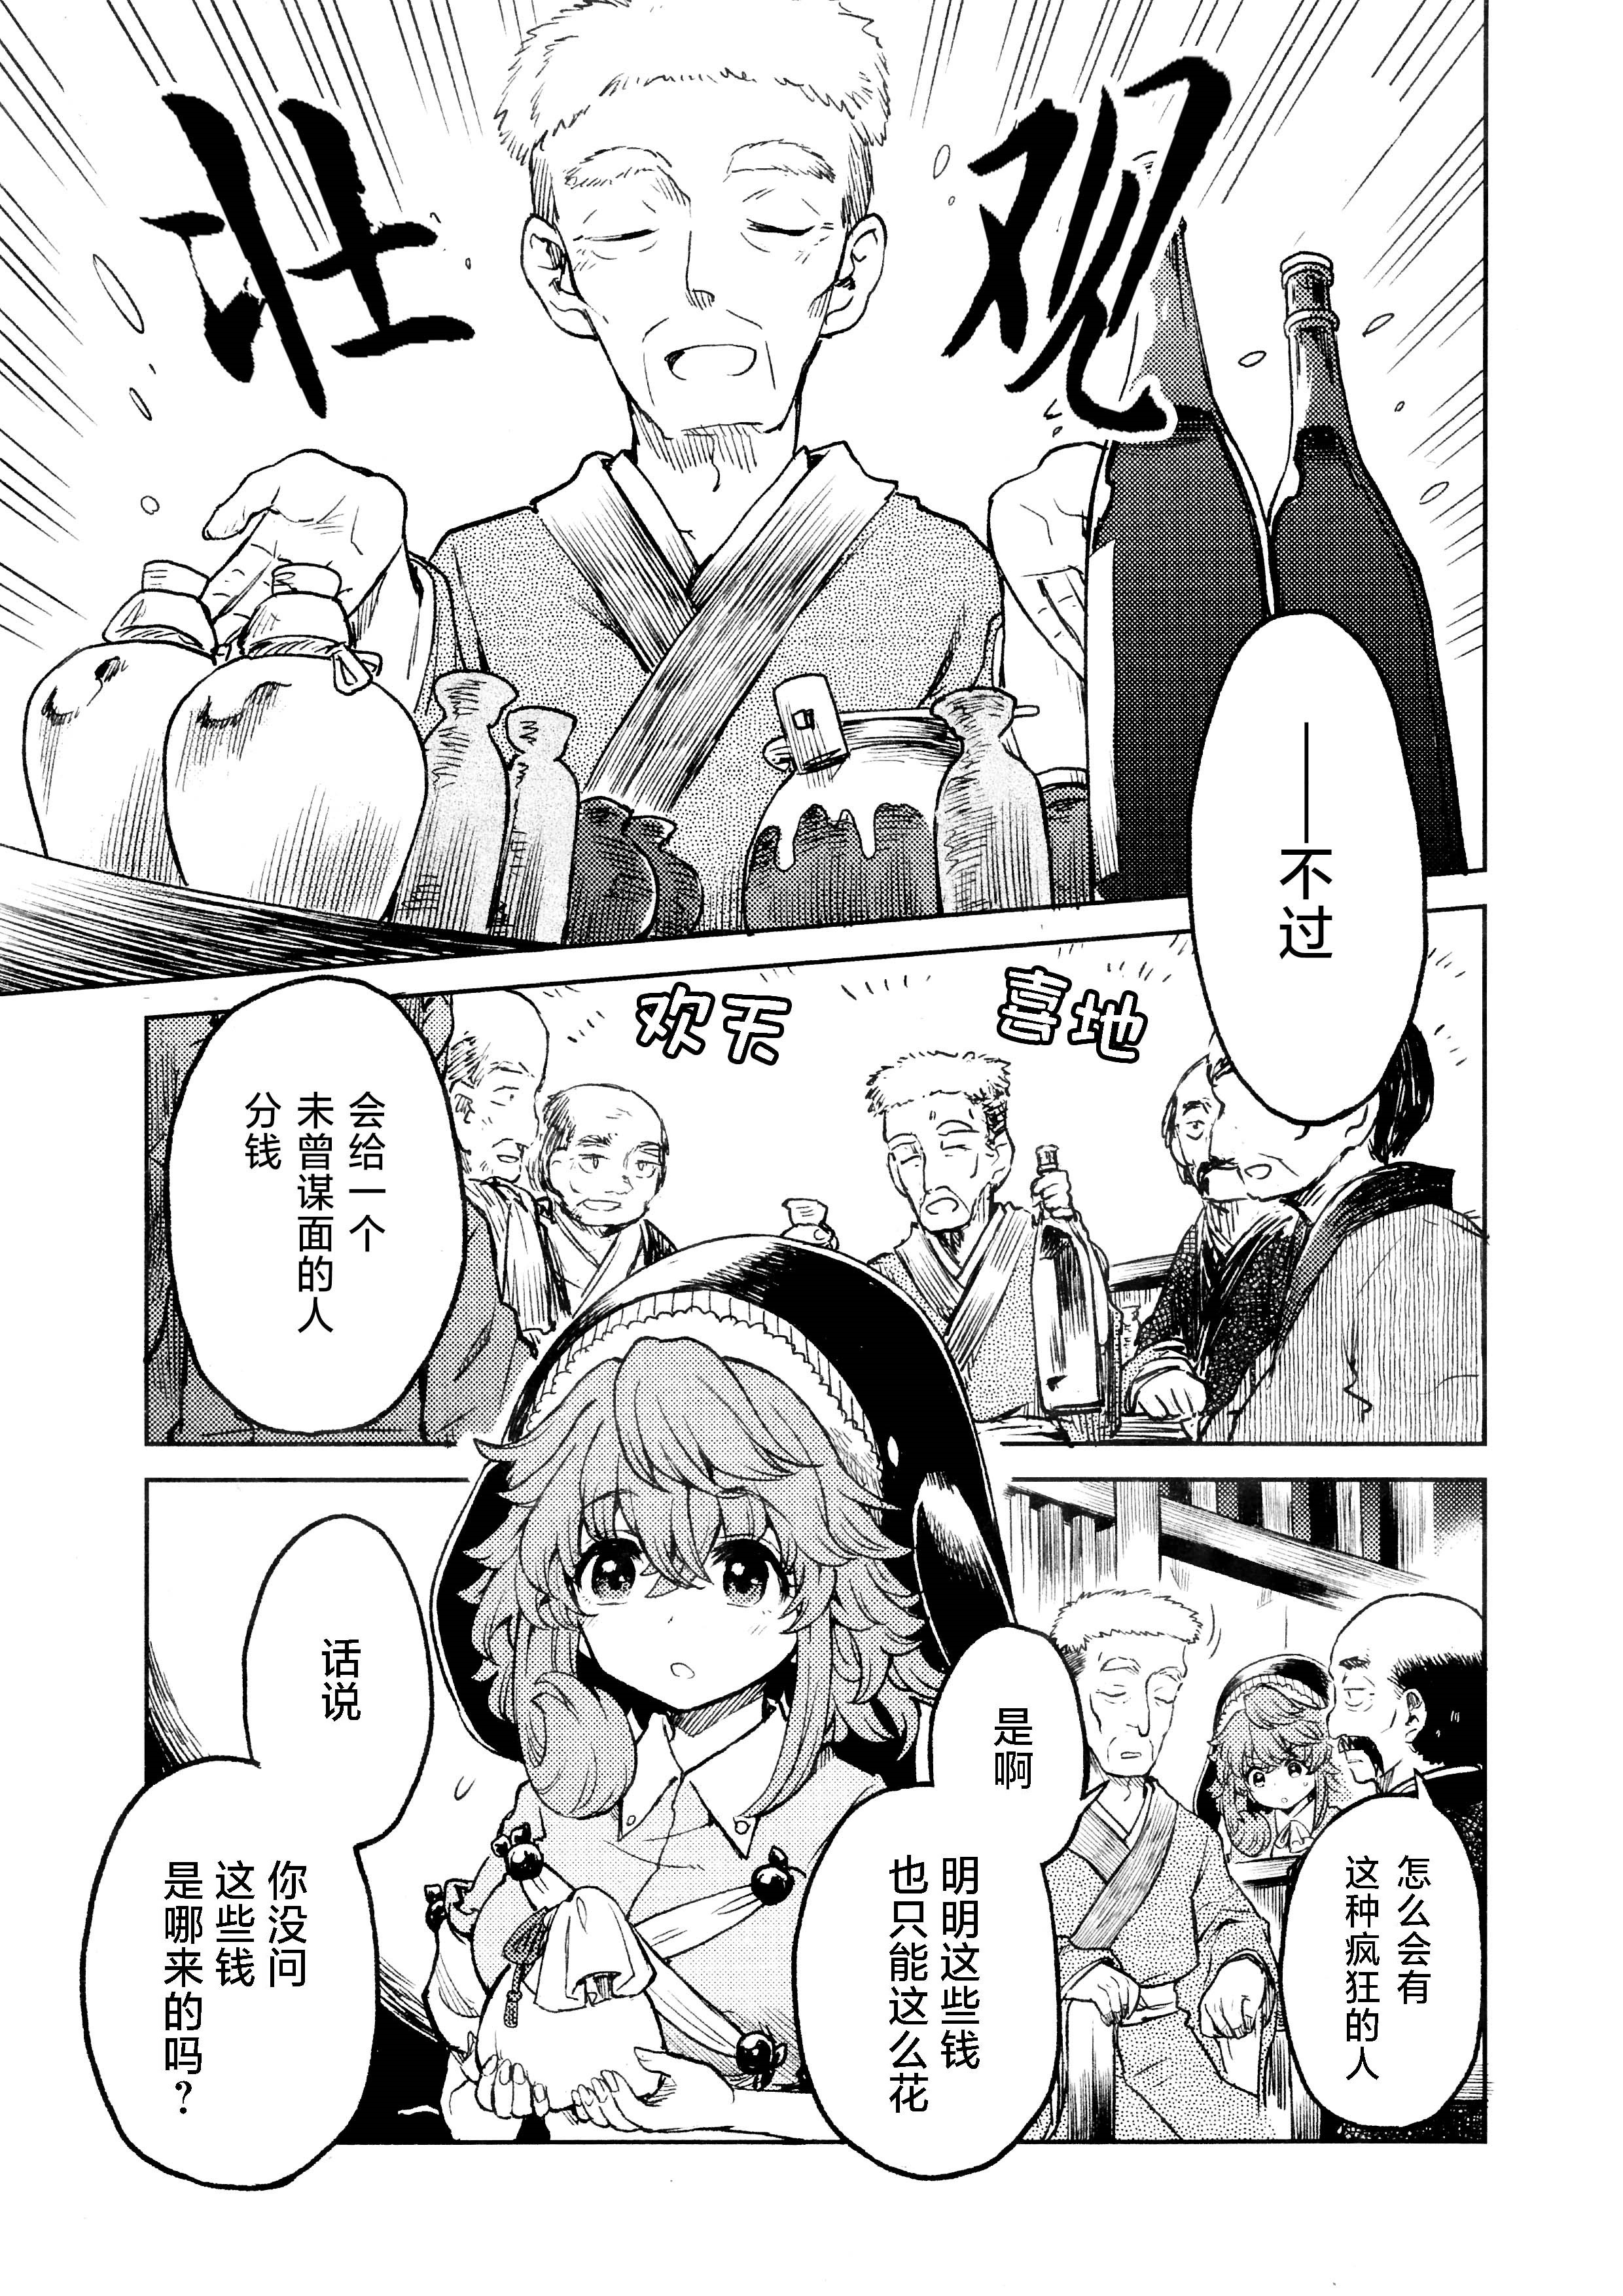 壮观
——不过
欢天
喜地
会给一个
未曾谋面的人
分钱
怎么会有
这种疯狂的人
是啊
明明这些钱
也只能这么花
话说
你没问
这些钱
是哪来的吗?